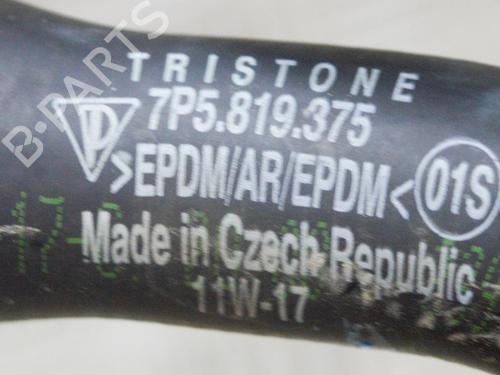 TRISTONE
7P5.819.375
P
>EPDM/AR/EPDM<
01S
Made in Czech Republic
11W-17
B-PARTS